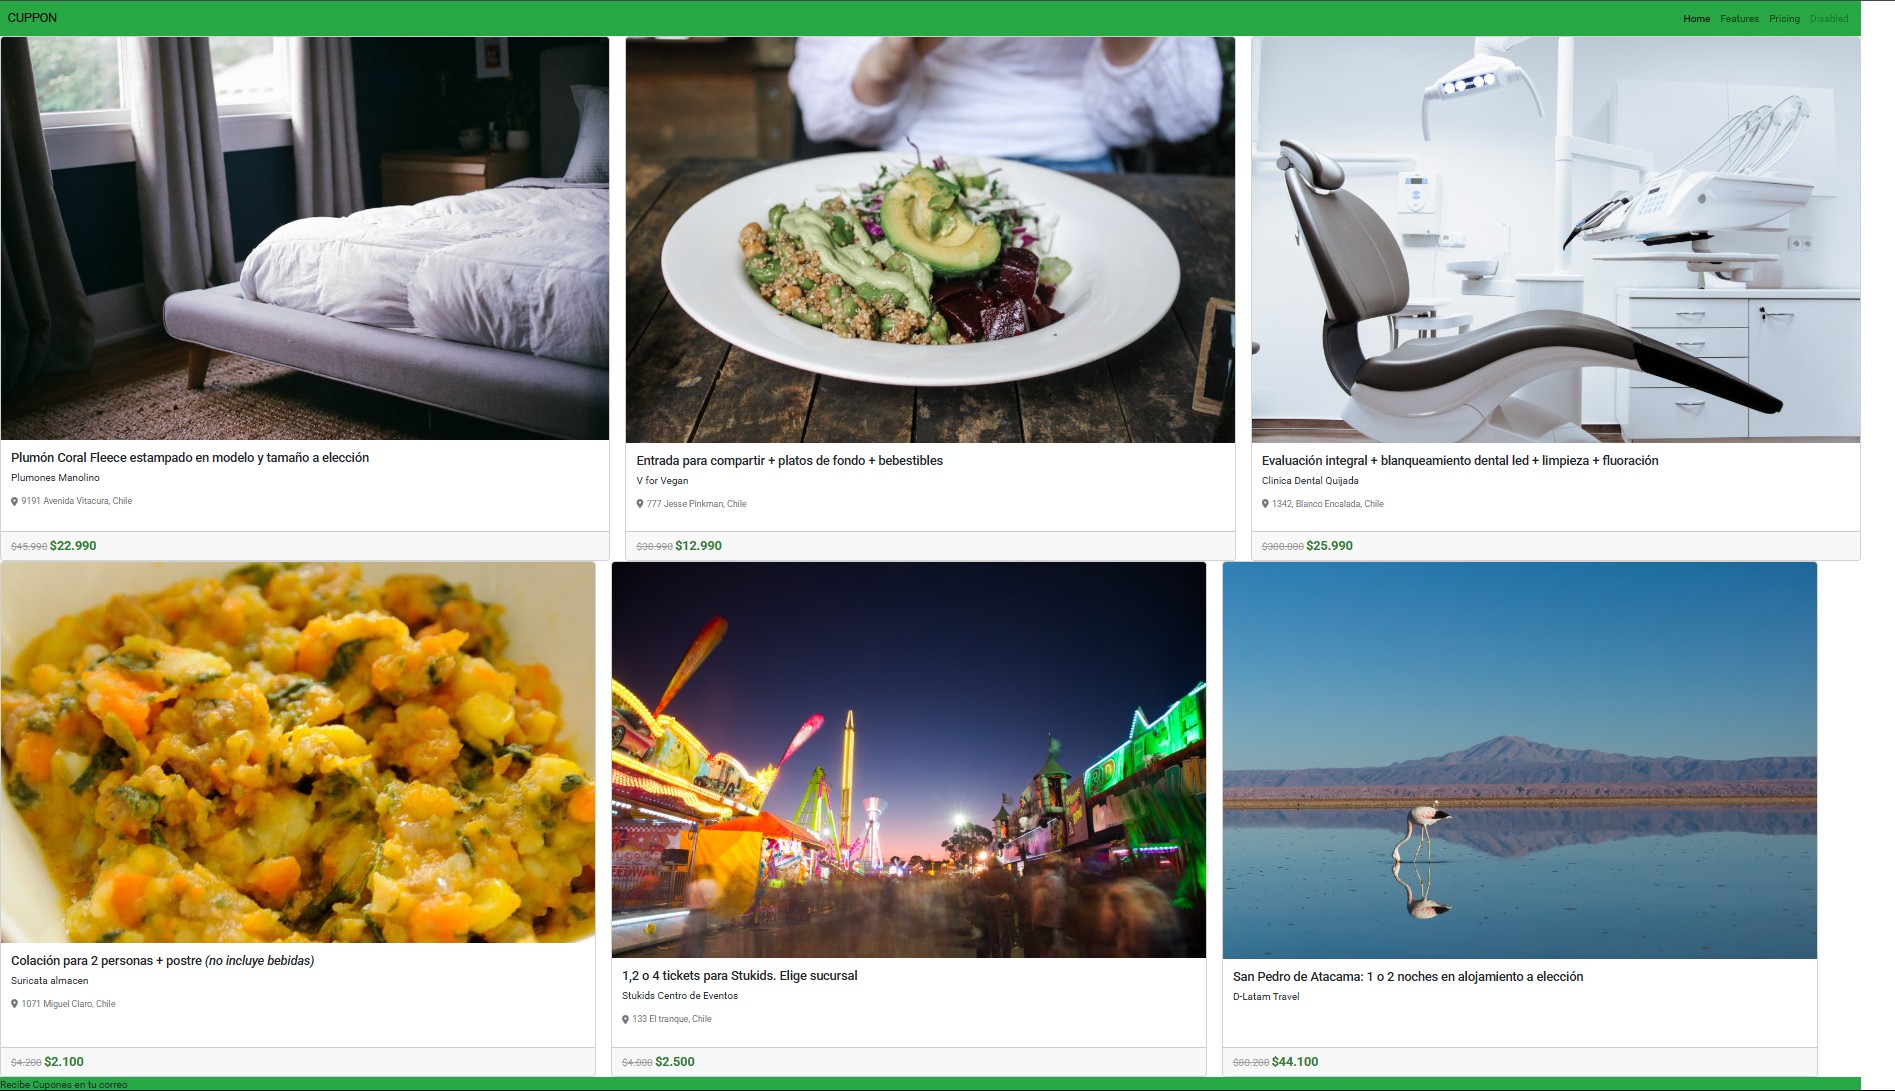 CUPPON
Home Features Pricing Disabled
Plumón Coral Fleece estampado en modelo y tamaño a elección
Plumones Manolino
9191 Avenida Vitacura, Chile
$45.990 $22.990
Entrada para compartir + platos de fondo + bebestibles
V for Vegan
777 Jesse Pinkman, Chile
$30.990 $12.990
Evaluación integral + blanqueamiento dental led + limpieza + fluoración
Clinica Dental Quijada
1342, Blanco Encalada, Chile
$300.000 $25.990
Colación para 2 personas + postre (no incluye bebidas)
Suricata almacen
1071 Miguel Claro, Chile
$4.200 $2.100
1,2 o 4 tickets para Stukids. Elige sucursal
Stukids Centro de Eventos
133 El tranque, Chile
$4.000 $2.500
San Pedro de Atacama: 1 o 2 noches en alojamiento a elección
D-Latam Travel
$80.200 $44.100
Recibe Cupones en tu correo